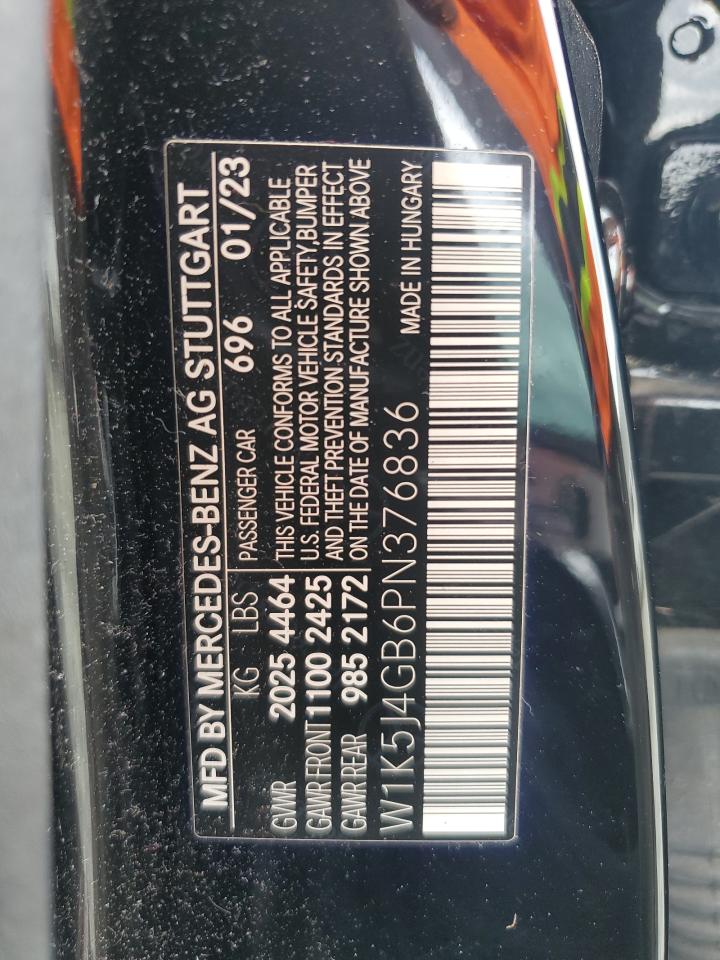 MFD BY MERCEDES-BENZ AG STUTTGART
KG LBS PASSENGER CAR 696 01/23
GVWR 2025 4464 THIS VEHICLE CONFORMS TO ALL APPLICABLE
GAWR FRONT 1100 2425 U.S. FEDERAL MOTOR VEHICLE SAFETY,BUMPER
GAWR REAR 985 2172 AND THEFT PREVENTION STANDARDS IN EFFECT
ON THE DATE OF MANUFACTURE SHOWN ABOVE
W1K5J4GB6PN376836 MADE IN HUNGARY